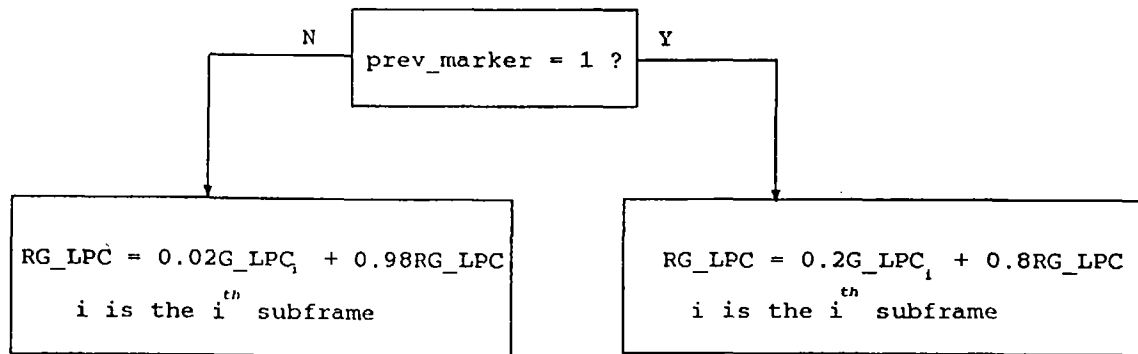 N
prev_marker = 1 ?
Y
RG_LPC = 0.02G_LPC_i + 0.98RG_LPC
i is the i^th subframe
RG_LPC = 0.2G_LPC_i + 0.8RG_LPC
i is the i^th subframe